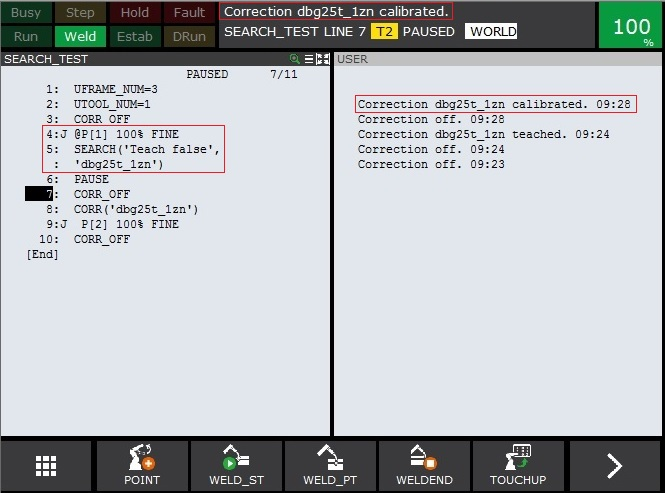 Busy Step Hold Fault
Run Weld Estab DRun
Correction dbg25t_1zn calibrated.
SEARCH_TEST LINE 7 T2 PAUSED WORLD
100
%
SEARCH_TEST
PAUSED 7/11
1: UFRAME_NUM=3
2: UTOOL_NUM=1
3: CORR_OFF
4:J @P[1] 100% FINE
5: SEARCH('Teach false',
: 'dbg25t_1zn')
6: PAUSE
7: CORR_OFF
8: CORR('dbg25t_1zn')
9:J P[2] 100% FINE
10: CORR_OFF
[End]
USER
Correction dbg25t_1zn calibrated. 09:28
Correction off. 09:28
Correction dbg25t_1zn teached. 09:24
Correction off. 09:24
Correction off. 09:23
POINT
WELD_ST
WELD_PT
WELDEND
TOUCHUP